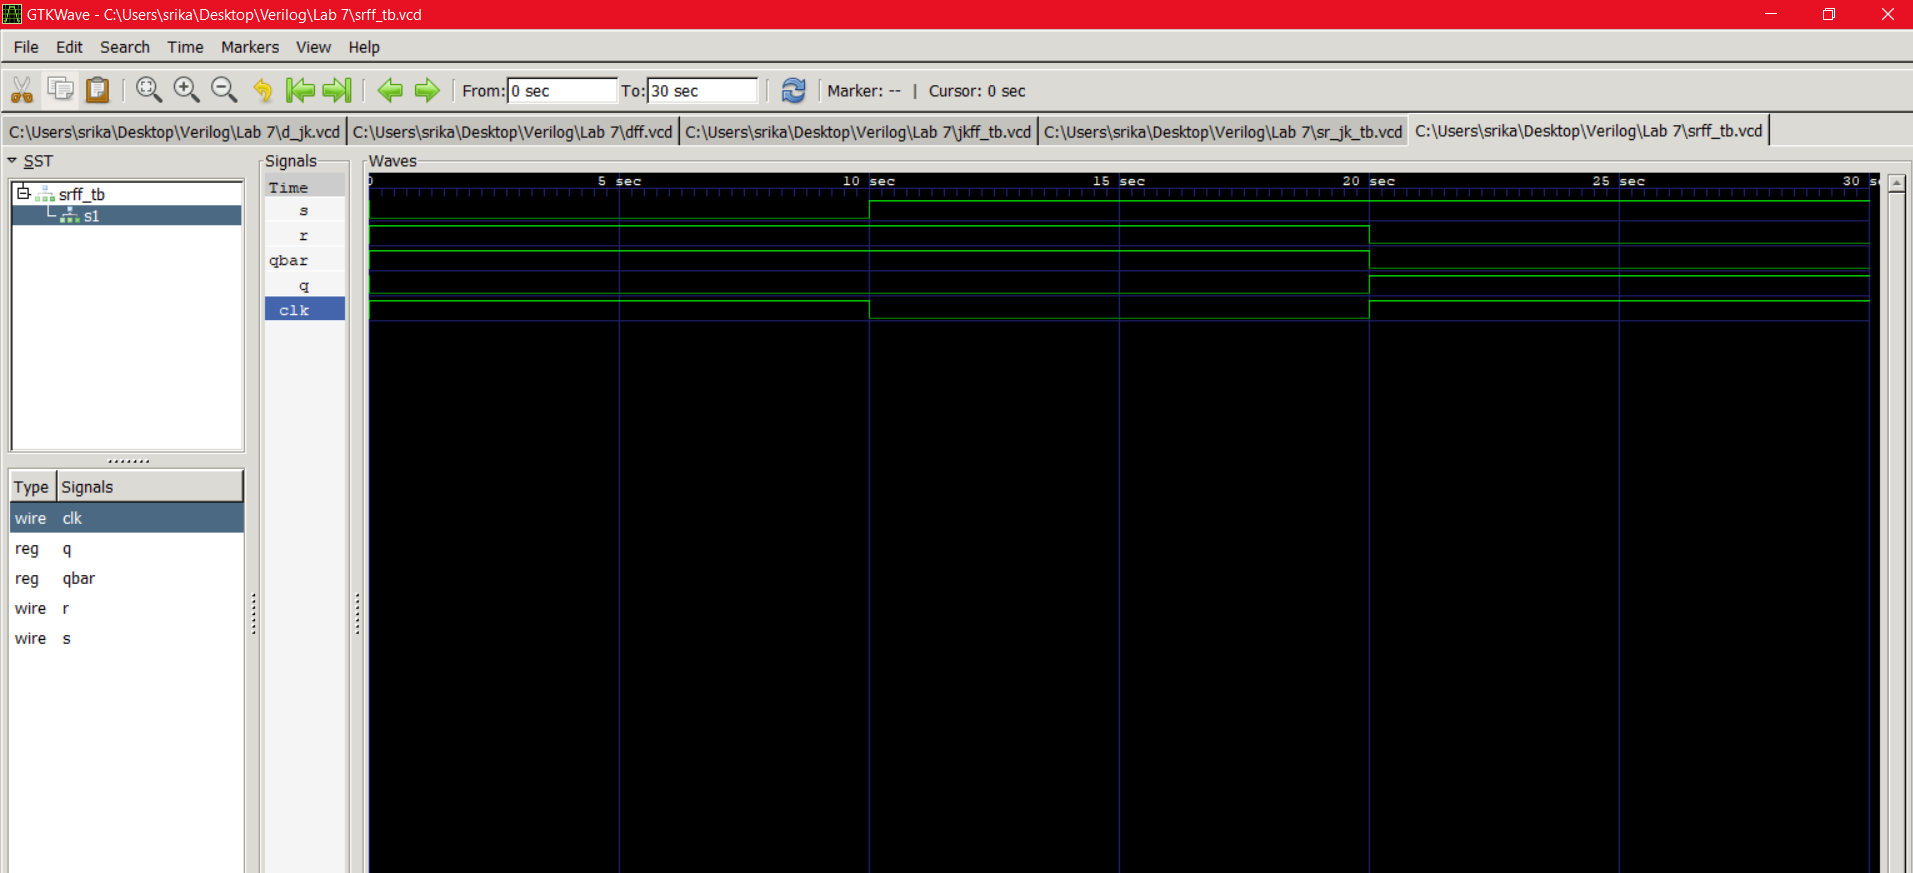 GTKWave - C:\Users\srika\Desktop\Verilog\Lab 7\srff_tb.vcd
File Edit Search Time Markers View Help
From: 0 sec To: 30 sec Marker: -- | Cursor: 0 sec
C:\Users\srika\Desktop\Verilog\Lab 7\d_jk.vcd C:\Users\srika\Desktop\Verilog\Lab 7\dff.vcd C:\Users\srika\Desktop\Verilog\Lab 7\jkff_tb.vcd C:\Users\srika\Desktop\Verilog\Lab 7\sr_jk_tb.vcd C:\Users\srika\Desktop\Verilog\Lab 7\srff_tb.vcd
SST
srff_tb
s1
Type Signals
wire clk
reg q
reg qbar
wire r
wire s
Signals
Time
s
r
qbar
q
clk
Waves
0 5 sec 10 sec 15 sec 20 sec 25 sec 30 s